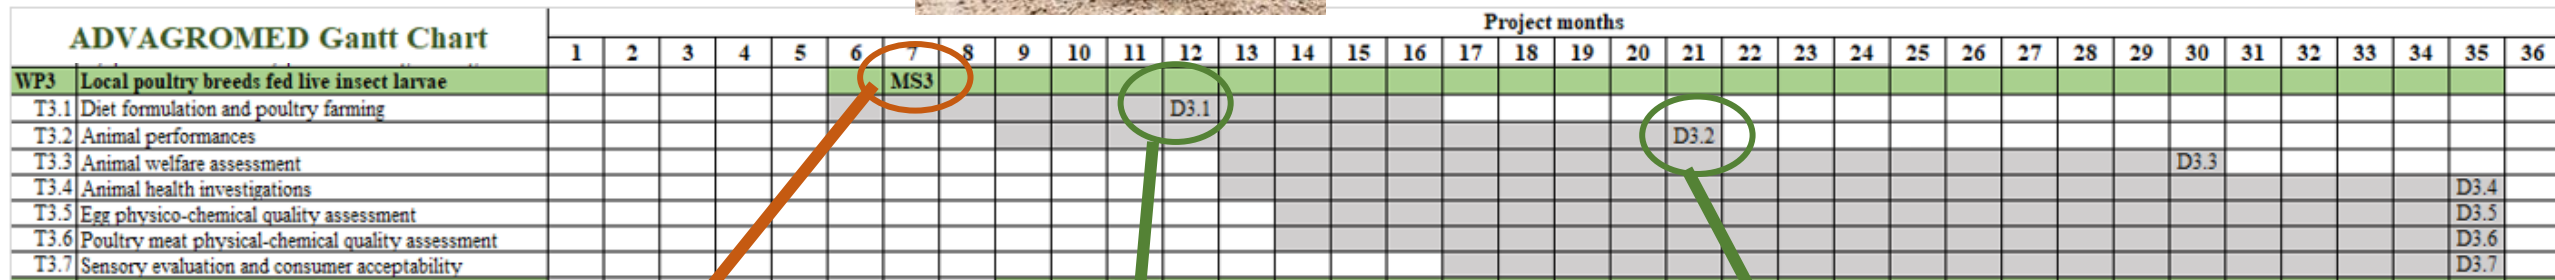 Project months
ADVAGROMED Gantt Chart
1 2 3 4 5 6 7 8 9 10 11 12 13 14 15 16 17 18 19 20 21 22 23 24 25 26 27 28 29 30 31 32 33 34 35 36
WP3 Local poultry breeds fed live insect larvae MS3
T3.1 Diet formulation and poultry farming D3.1
T3.2 Animal performances D3.2
T3.3 Animal welfare assessment D3.3
T3.4 Animal health investigations D3.4
T3.5 Egg physico-chemical quality assessment D3.5
T3.6 Poultry meat physical-chemical quality assessment D3.6
T3.7 Sensory evaluation and consumer acceptability D3.7